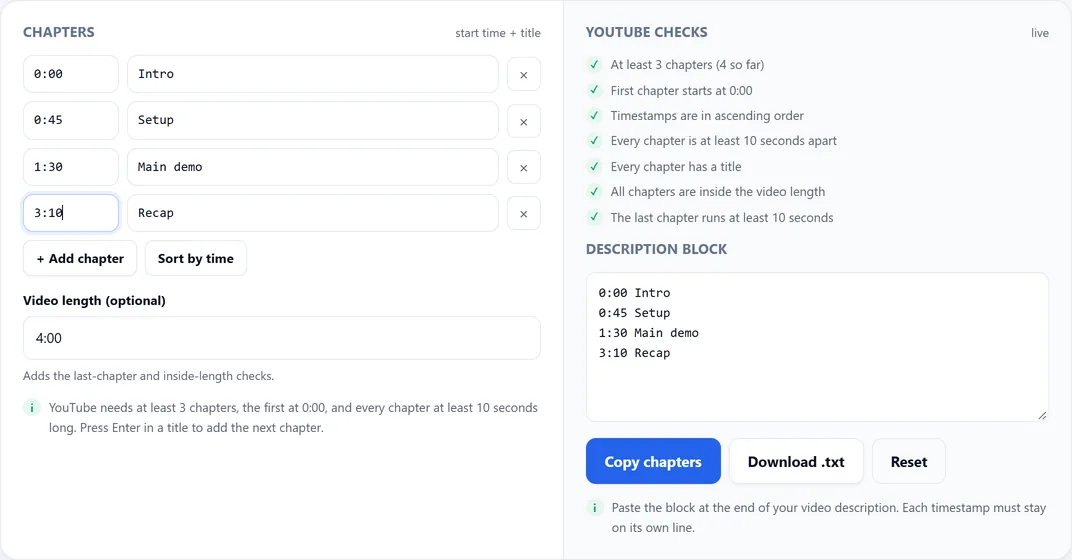 CHAPTERS
start time + title
0:00 Intro ×
0:45 Setup ×
1:30 Main demo ×
3:10 Recap ×
+ Add chapter Sort by time
Video length (optional)
4:00
Adds the last-chapter and inside-length checks.
i YouTube needs at least 3 chapters, the first at 0:00, and every chapter at least 10 seconds
long. Press Enter in a title to add the next chapter.
YOUTUBE CHECKS
live
✓ At least 3 chapters (4 so far)
✓ First chapter starts at 0:00
✓ Timestamps are in ascending order
✓ Every chapter is at least 10 seconds apart
✓ Every chapter has a title
✓ All chapters are inside the video length
✓ The last chapter runs at least 10 seconds
DESCRIPTION BLOCK
0:00 Intro
0:45 Setup
1:30 Main demo
3:10 Recap
Copy chapters Download .txt Reset
i Paste the block at the end of your video description. Each timestamp must stay
on its own line.